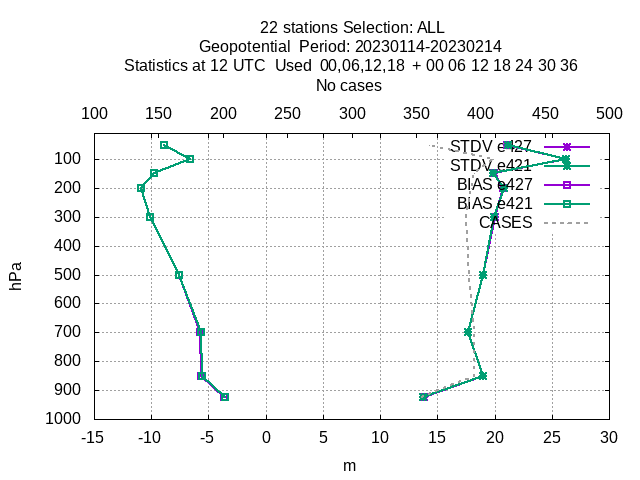 22 stations Selection: ALL
Geopotential  Period: 20230114-20230214
Statistics at 12 UTC  Used  00,06,12,18  + 00 06 12 18 24 30 36
No cases
100 150 200 250 300 350 400 450 500
STDV e427
STDV e421
BIAS e427
BIAS e421
CASES
100
200
300
400
500
600
700
800
900
1000
hPa
-15 -10 -5 0 5 10 15 20 25 30
m